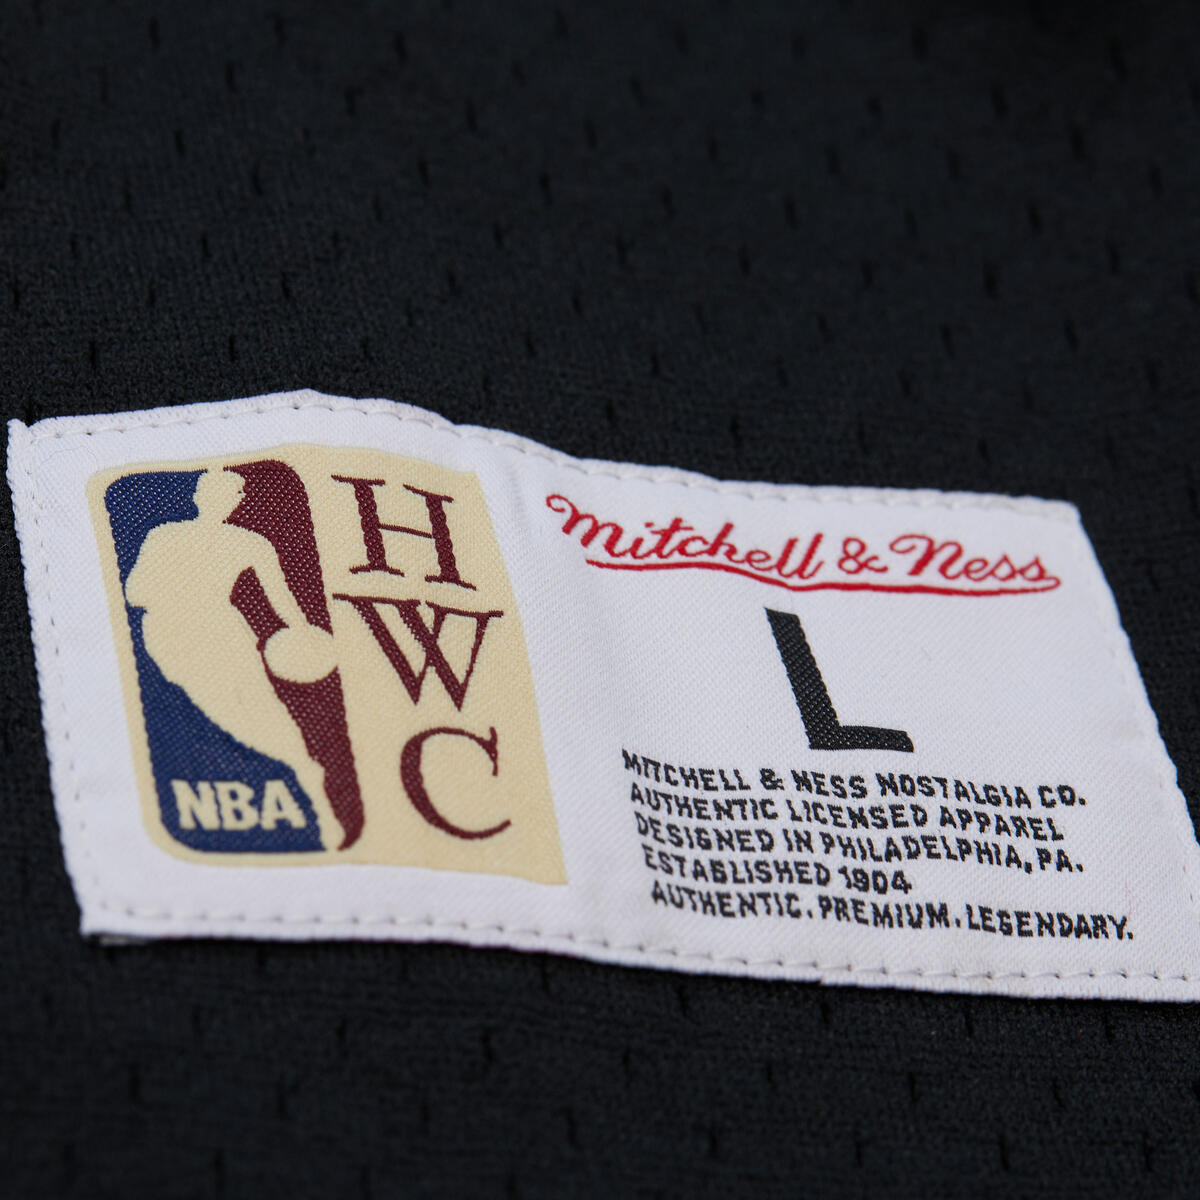 H
W
C
NBA
Mitchell & Ness
L
MITCHELL & NESS NOSTALGIA CO.
AUTHENTIC LICENSED APPAREL
DESIGNED IN PHILADELPHIA, PA.
ESTABLISHED 1904
AUTHENTIC. PREMIUM. LEGENDARY.